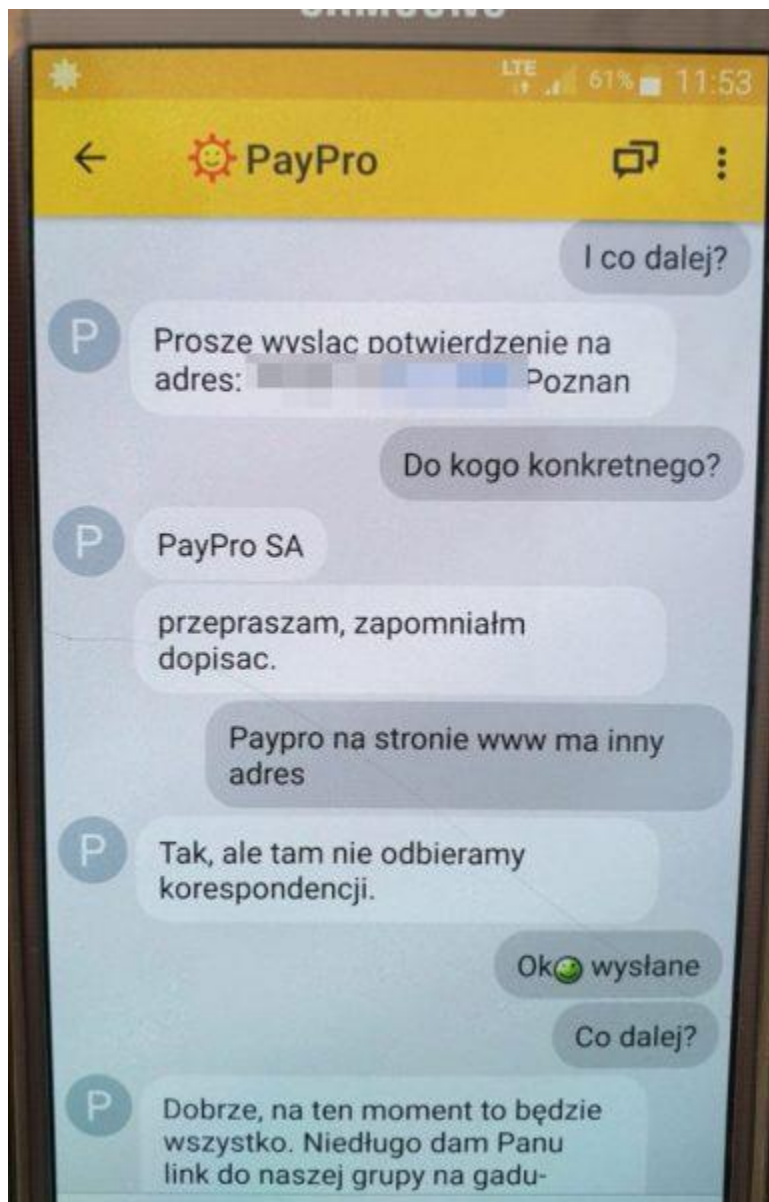 SAMSUNG
LTE 61% 11:53
PayPro
I co dalej?
P
Prosze wyslac potwierdzenie na
adres: Poznan
Do kogo konkretnego?
P
PayPro SA
przepraszam, zapomniałm
dopisac.
Paypro na stronie www ma inny
adres
P
Tak, ale tam nie odbieramy
korespondencji.
Ok wysłane
Co dalej?
P
Dobrze, na ten moment to będzie
wszystko. Niedługo dam Panu
link do naszej grupy na gadu-